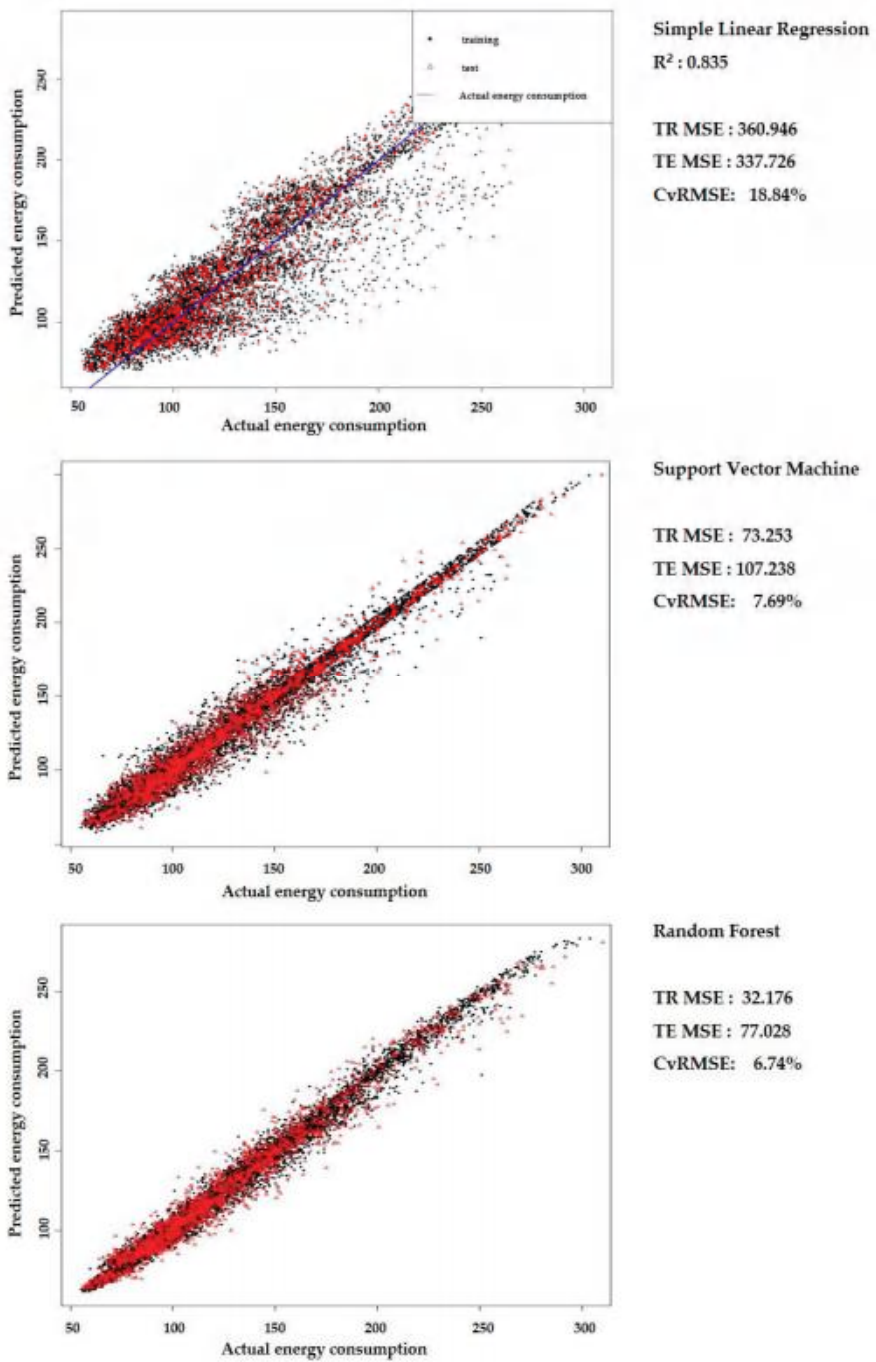 training
test
Actual energy consumption
250
200
150
100
50 100 150 200 250 300
Predicted energy consumption
Actual energy consumption
Simple Linear Regression
R² : 0.835
TR MSE : 360.946
TE MSE : 337.726
CvRMSE: 18.84%
250
200
150
100
50 100 150 200 250 300
Predicted energy consumption
Actual energy consumption
Support Vector Machine
TR MSE : 73.253
TE MSE : 107.238
CvRMSE: 7.69%
250
200
150
100
50 100 150 200 250 300
Predicted energy consumption
Actual energy consumption
Random Forest
TR MSE : 32.176
TE MSE : 77.028
CvRMSE: 6.74%